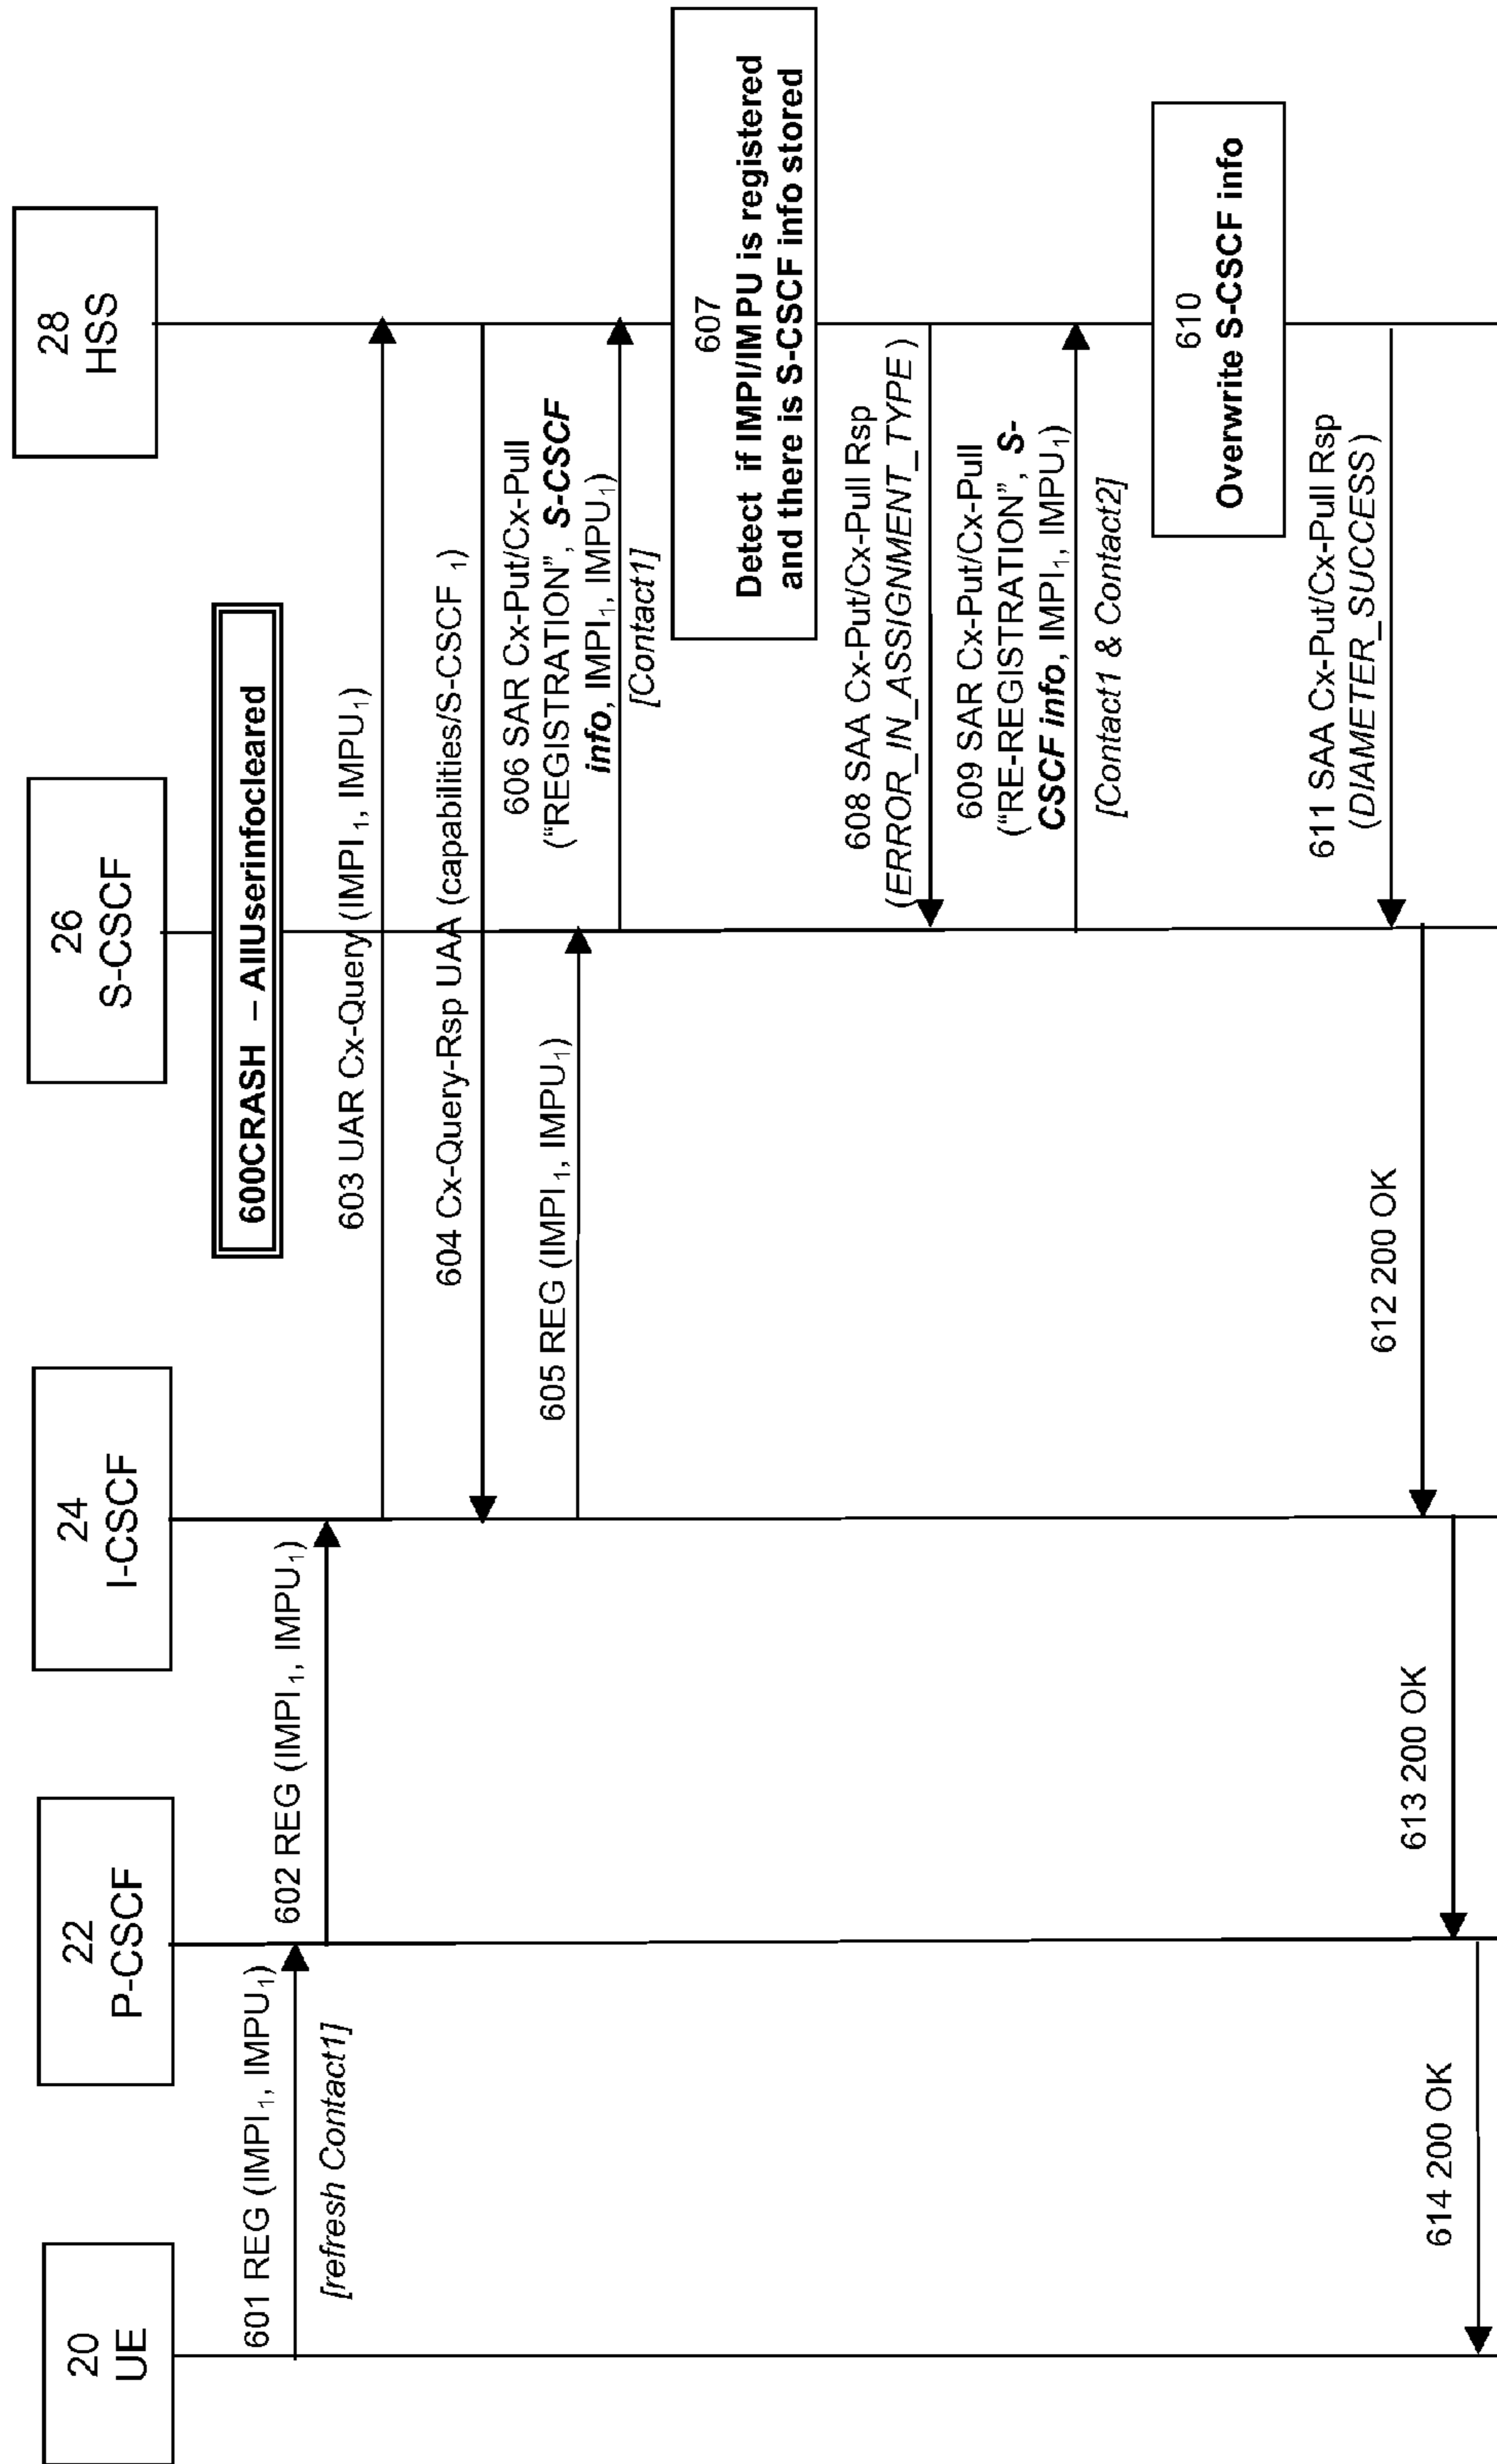 20
UE
22
P-CSCF
24
I-CSCF
26
S-CSCF
28
HSS
600CRASH – Alluserinfocleared
601 REG (IMPI1, IMPU1)
[refresh Contact1]
602 REG (IMPI1, IMPU1)
603 UAR Cx-Query (IMPI1, IMPU1)
604 Cx-Query-Rsp UAA (capabilities/S-CSCF 1)
605 REG (IMPI1, IMPU1)
606 SAR Cx-Put/Cx-Pull
(“REGISTRATION”, S-CSCF
info, IMPI1, IMPU1)
[Contact1]
607
Detect if IMPI/IMPU is registered
and there is S-CSCF info stored
608 SAA Cx-Put/Cx-Pull Rsp
(ERROR_IN_ASSIGNMENT_TYPE )
609 SAR Cx-Put/Cx-Pull
(“RE-REGISTRATION”, S-
CSCF info, IMPI1, IMPU1)
[Contact1 & Contact2]
610
Overwrite S-CSCF info
611 SAA Cx-Put/Cx-Pull Rsp
(DIAMETER_SUCCESS )
612 200 OK
613 200 OK
614 200 OK